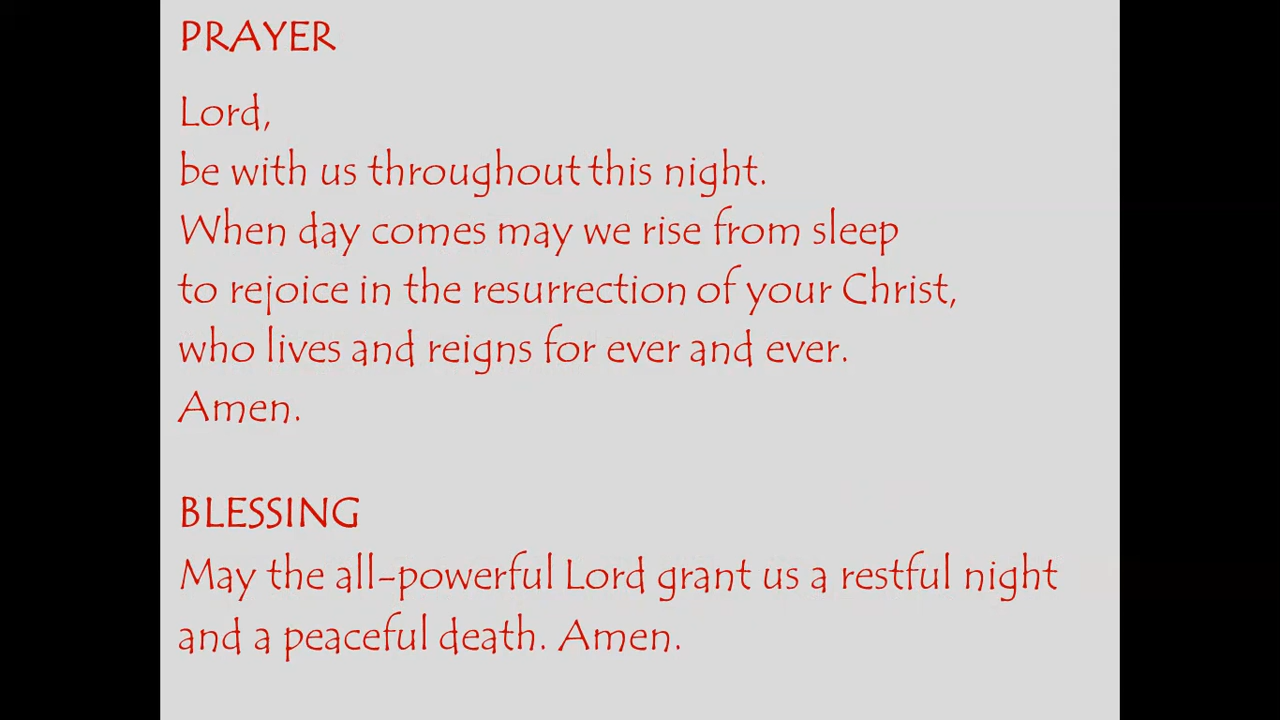 PRAYER
Lord,
be with us throughout this night.
When day comes may we rise from sleep
to rejoice in the resurrection of your Christ,
who lives and reigns for ever and ever.
Amen.
BLESSING
May the all-powerful Lord grant us a restful night
and a peaceful death. Amen.